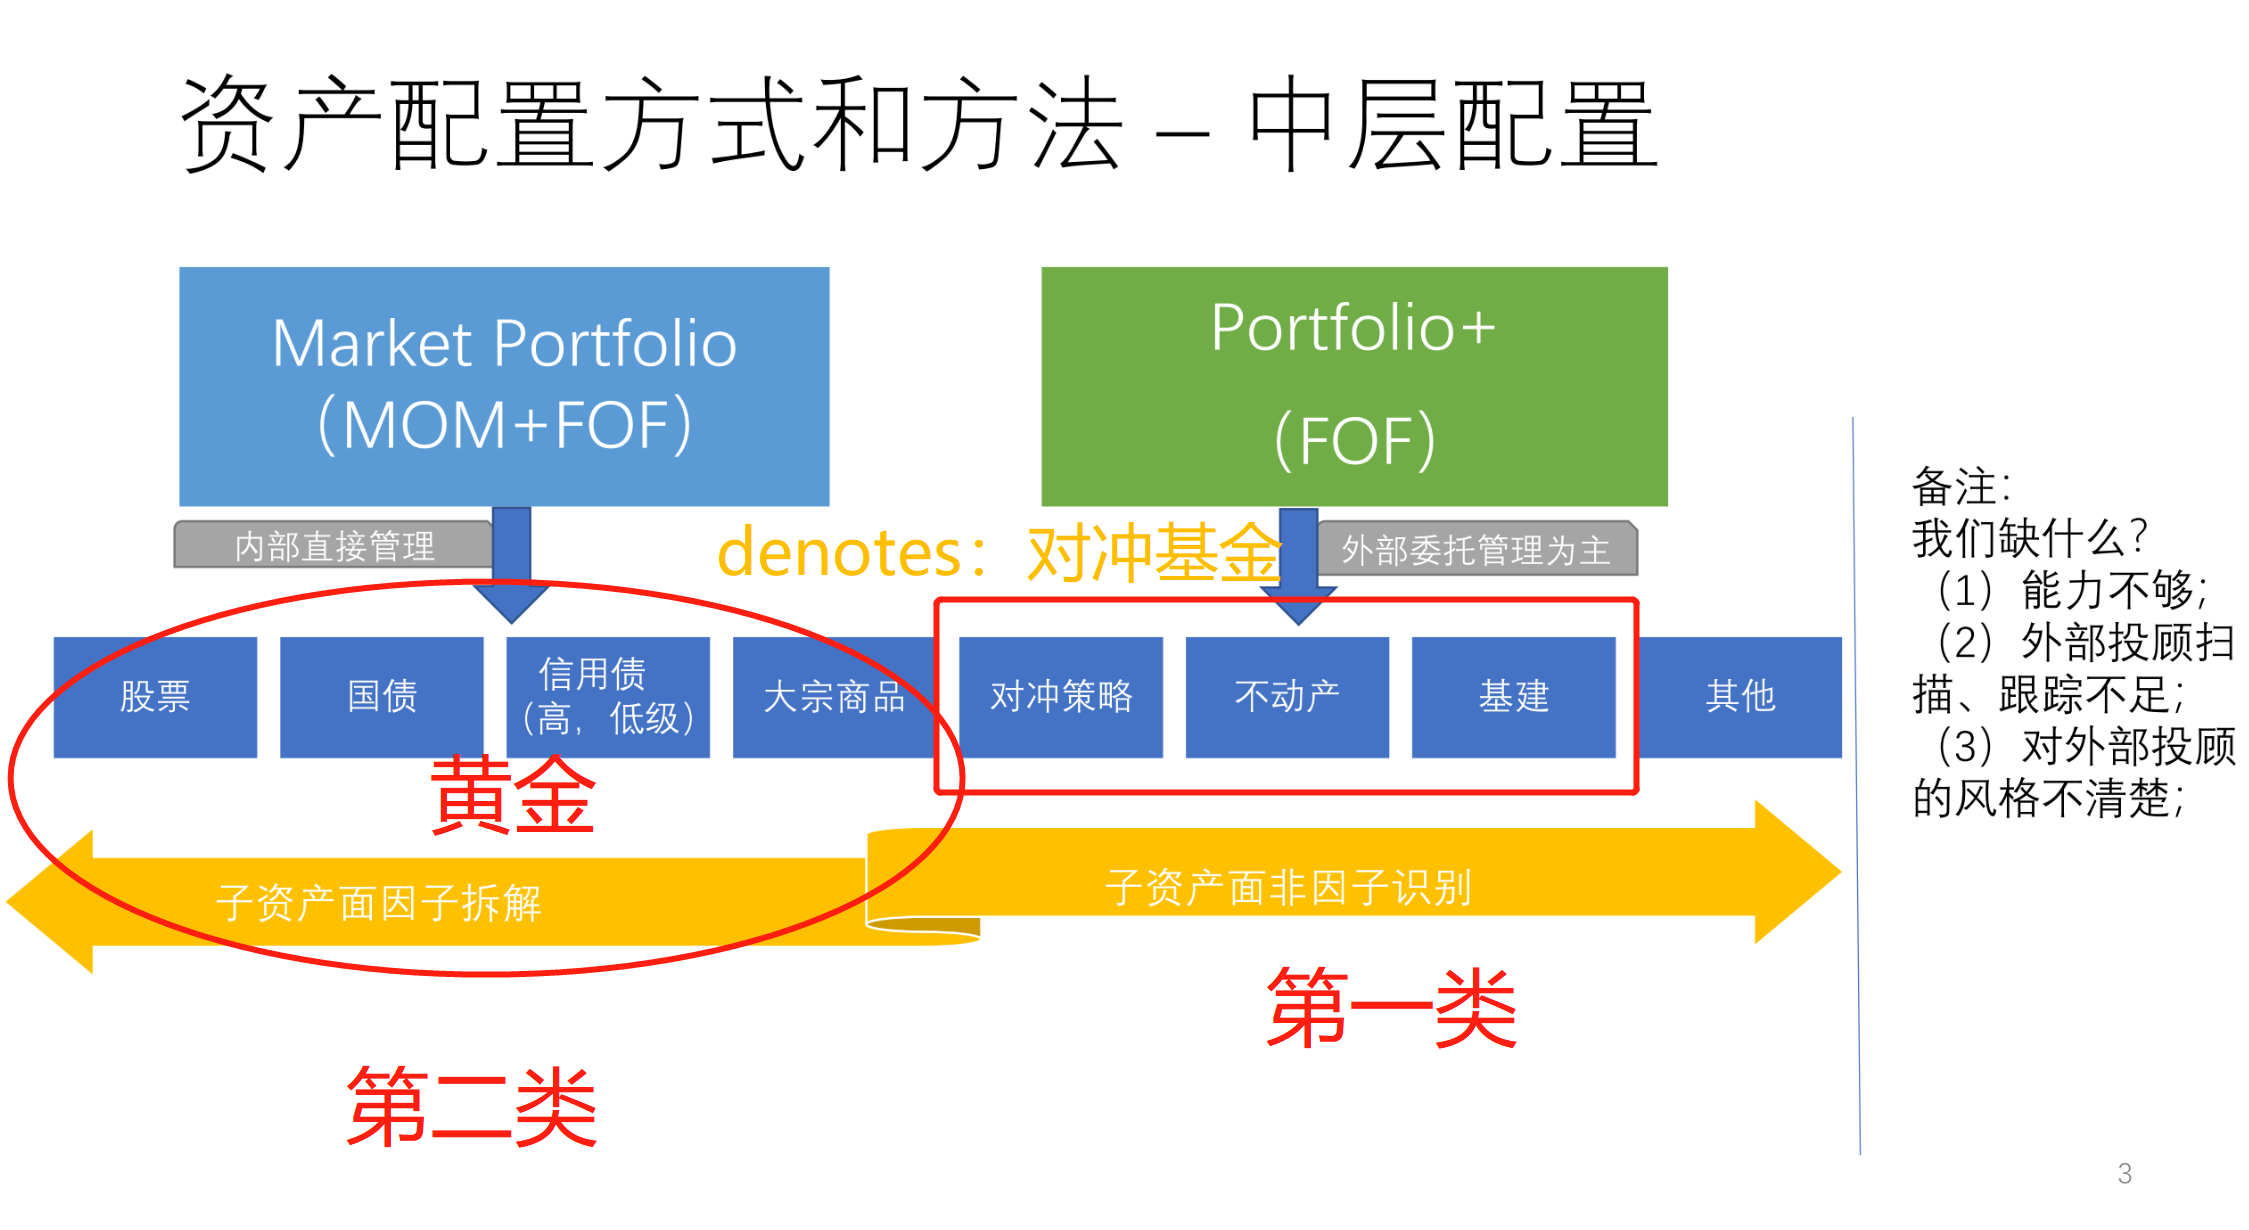 资产配置方式和方法 – 中层配置
Market Portfolio
（MOM+FOF）
Portfolio+
（FOF）
内部直接管理
denotes：对冲基金
外部委托管理为主
股票
国债
信用债
（高，低级）
大宗商品
对冲策略
不动产
基建
其他
黄金
子资产面因子拆解
子资产面非因子识别
第一类
第二类
备注：
我们缺什么？
（1）能力不够；
（2）外部投顾扫
描、跟踪不足；
（3）对外部投顾
的风格不清楚；
3